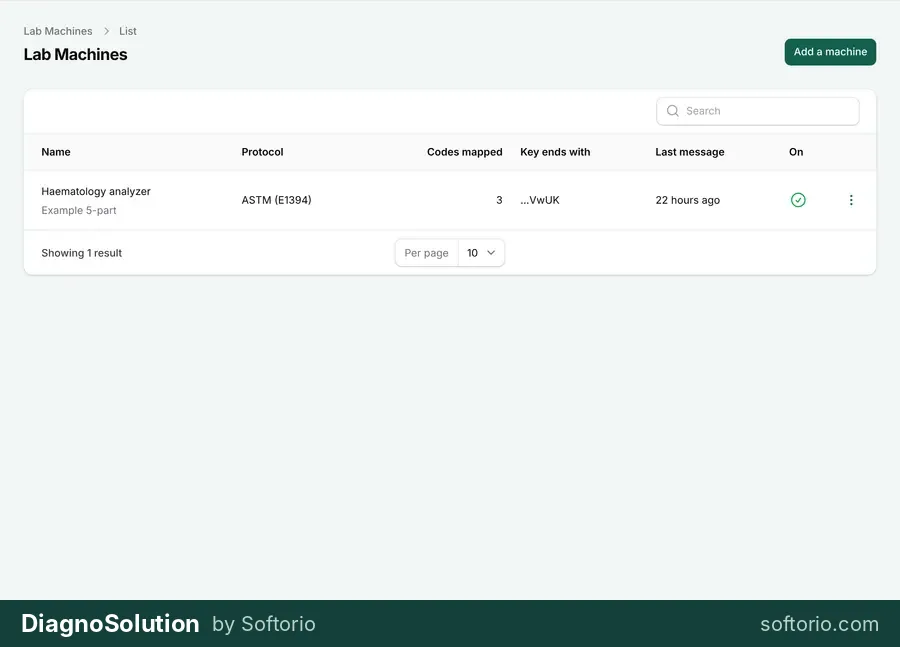 Lab Machines > List
Lab Machines
Add a machine
Search
Name Protocol Codes mapped Key ends with Last message On
Haematology analyzer
Example 5-part
ASTM (E1394) 3 ...VwUK 22 hours ago
Showing 1 result Per page 10
DiagnoSolution by Softorio softorio.com